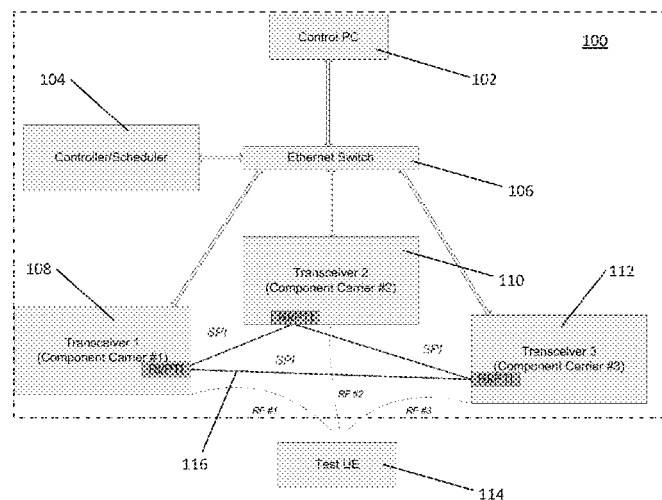 Control PC
100
102
104
Controller/Scheduler
Ethernet Switch
106
108
Transceiver 2
(Component Carrier #2)
110
112
Transceiver 1
(Component Carrier #1)
SPI
SPI
SPI
Transceiver 3
(Component Carrier #3)
RF #1
RF #2
RF #3
116
Test UE
114